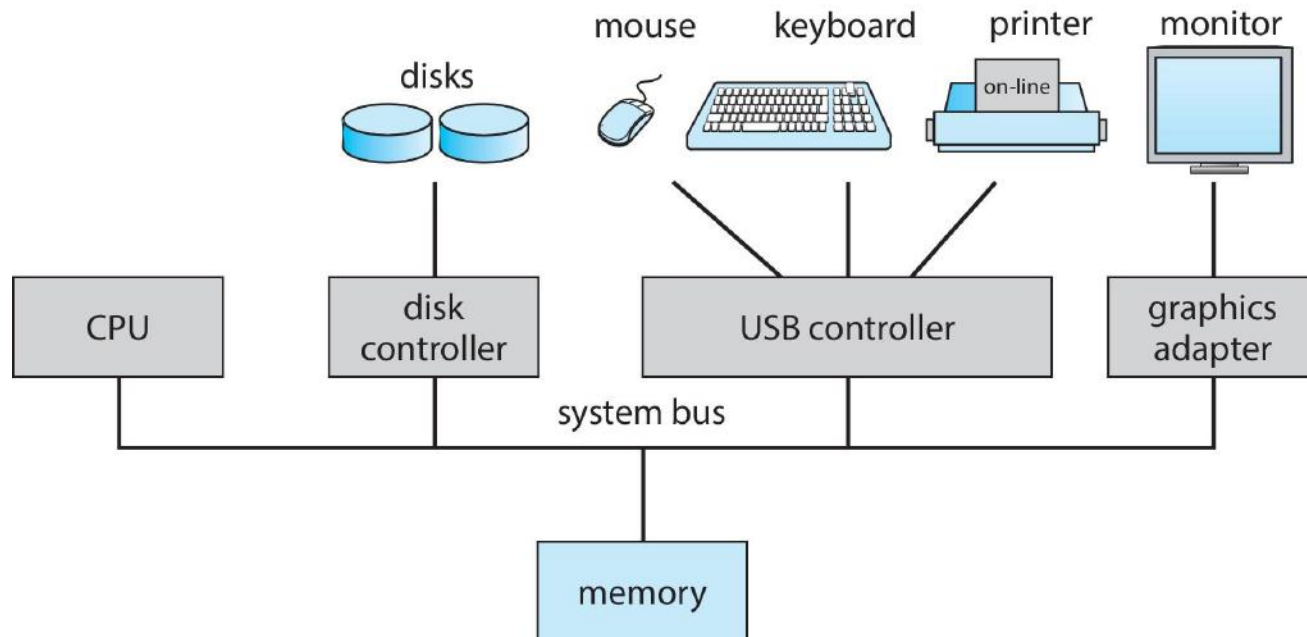 mouse
keyboard
printer
monitor
disks
on-line
CPU
disk
controller
USB controller
graphics
adapter
system bus
memory